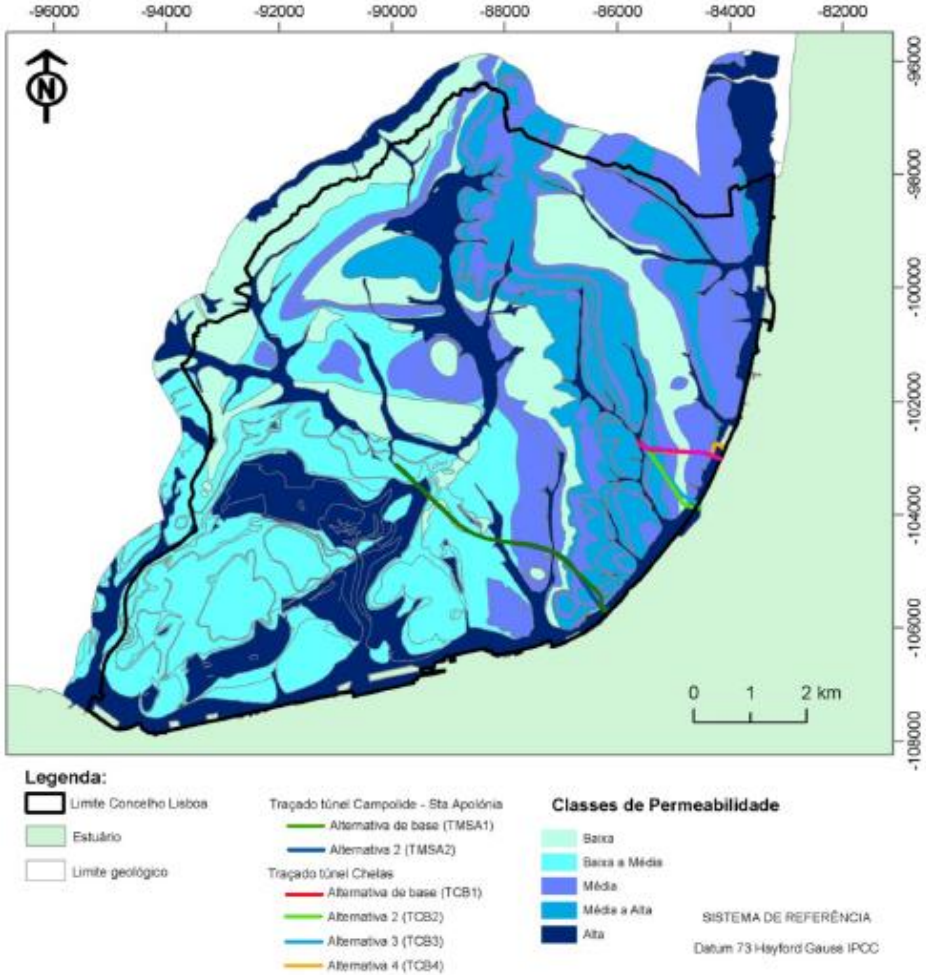 -96000 -94000 -92000 -90000 -88000 -86000 -84000 -82000
N
-96000
-98000
-100000
-102000
-104000
-106000
-108000
0 1 2 km
Legenda:
Limite Concelho Lisboa
Estuário
Limite geológico
Traçado túnel Campolide - Sta Apolónia
Alternativa de base (TMSA1)
Alternativa 2 (TMSA2)
Traçado túnel Chelas
Alternativa de base (TCB1)
Alternativa 2 (TCB2)
Alternativa 3 (TCB3)
Alternativa 4 (TCB4)
Classes de Permeabilidade
Baixa
Baixa a Média
Média
Média a Alta
Alta
SISTEMA DE REFERÊNCIA
Datum 73 Hayford Gauss IPCC